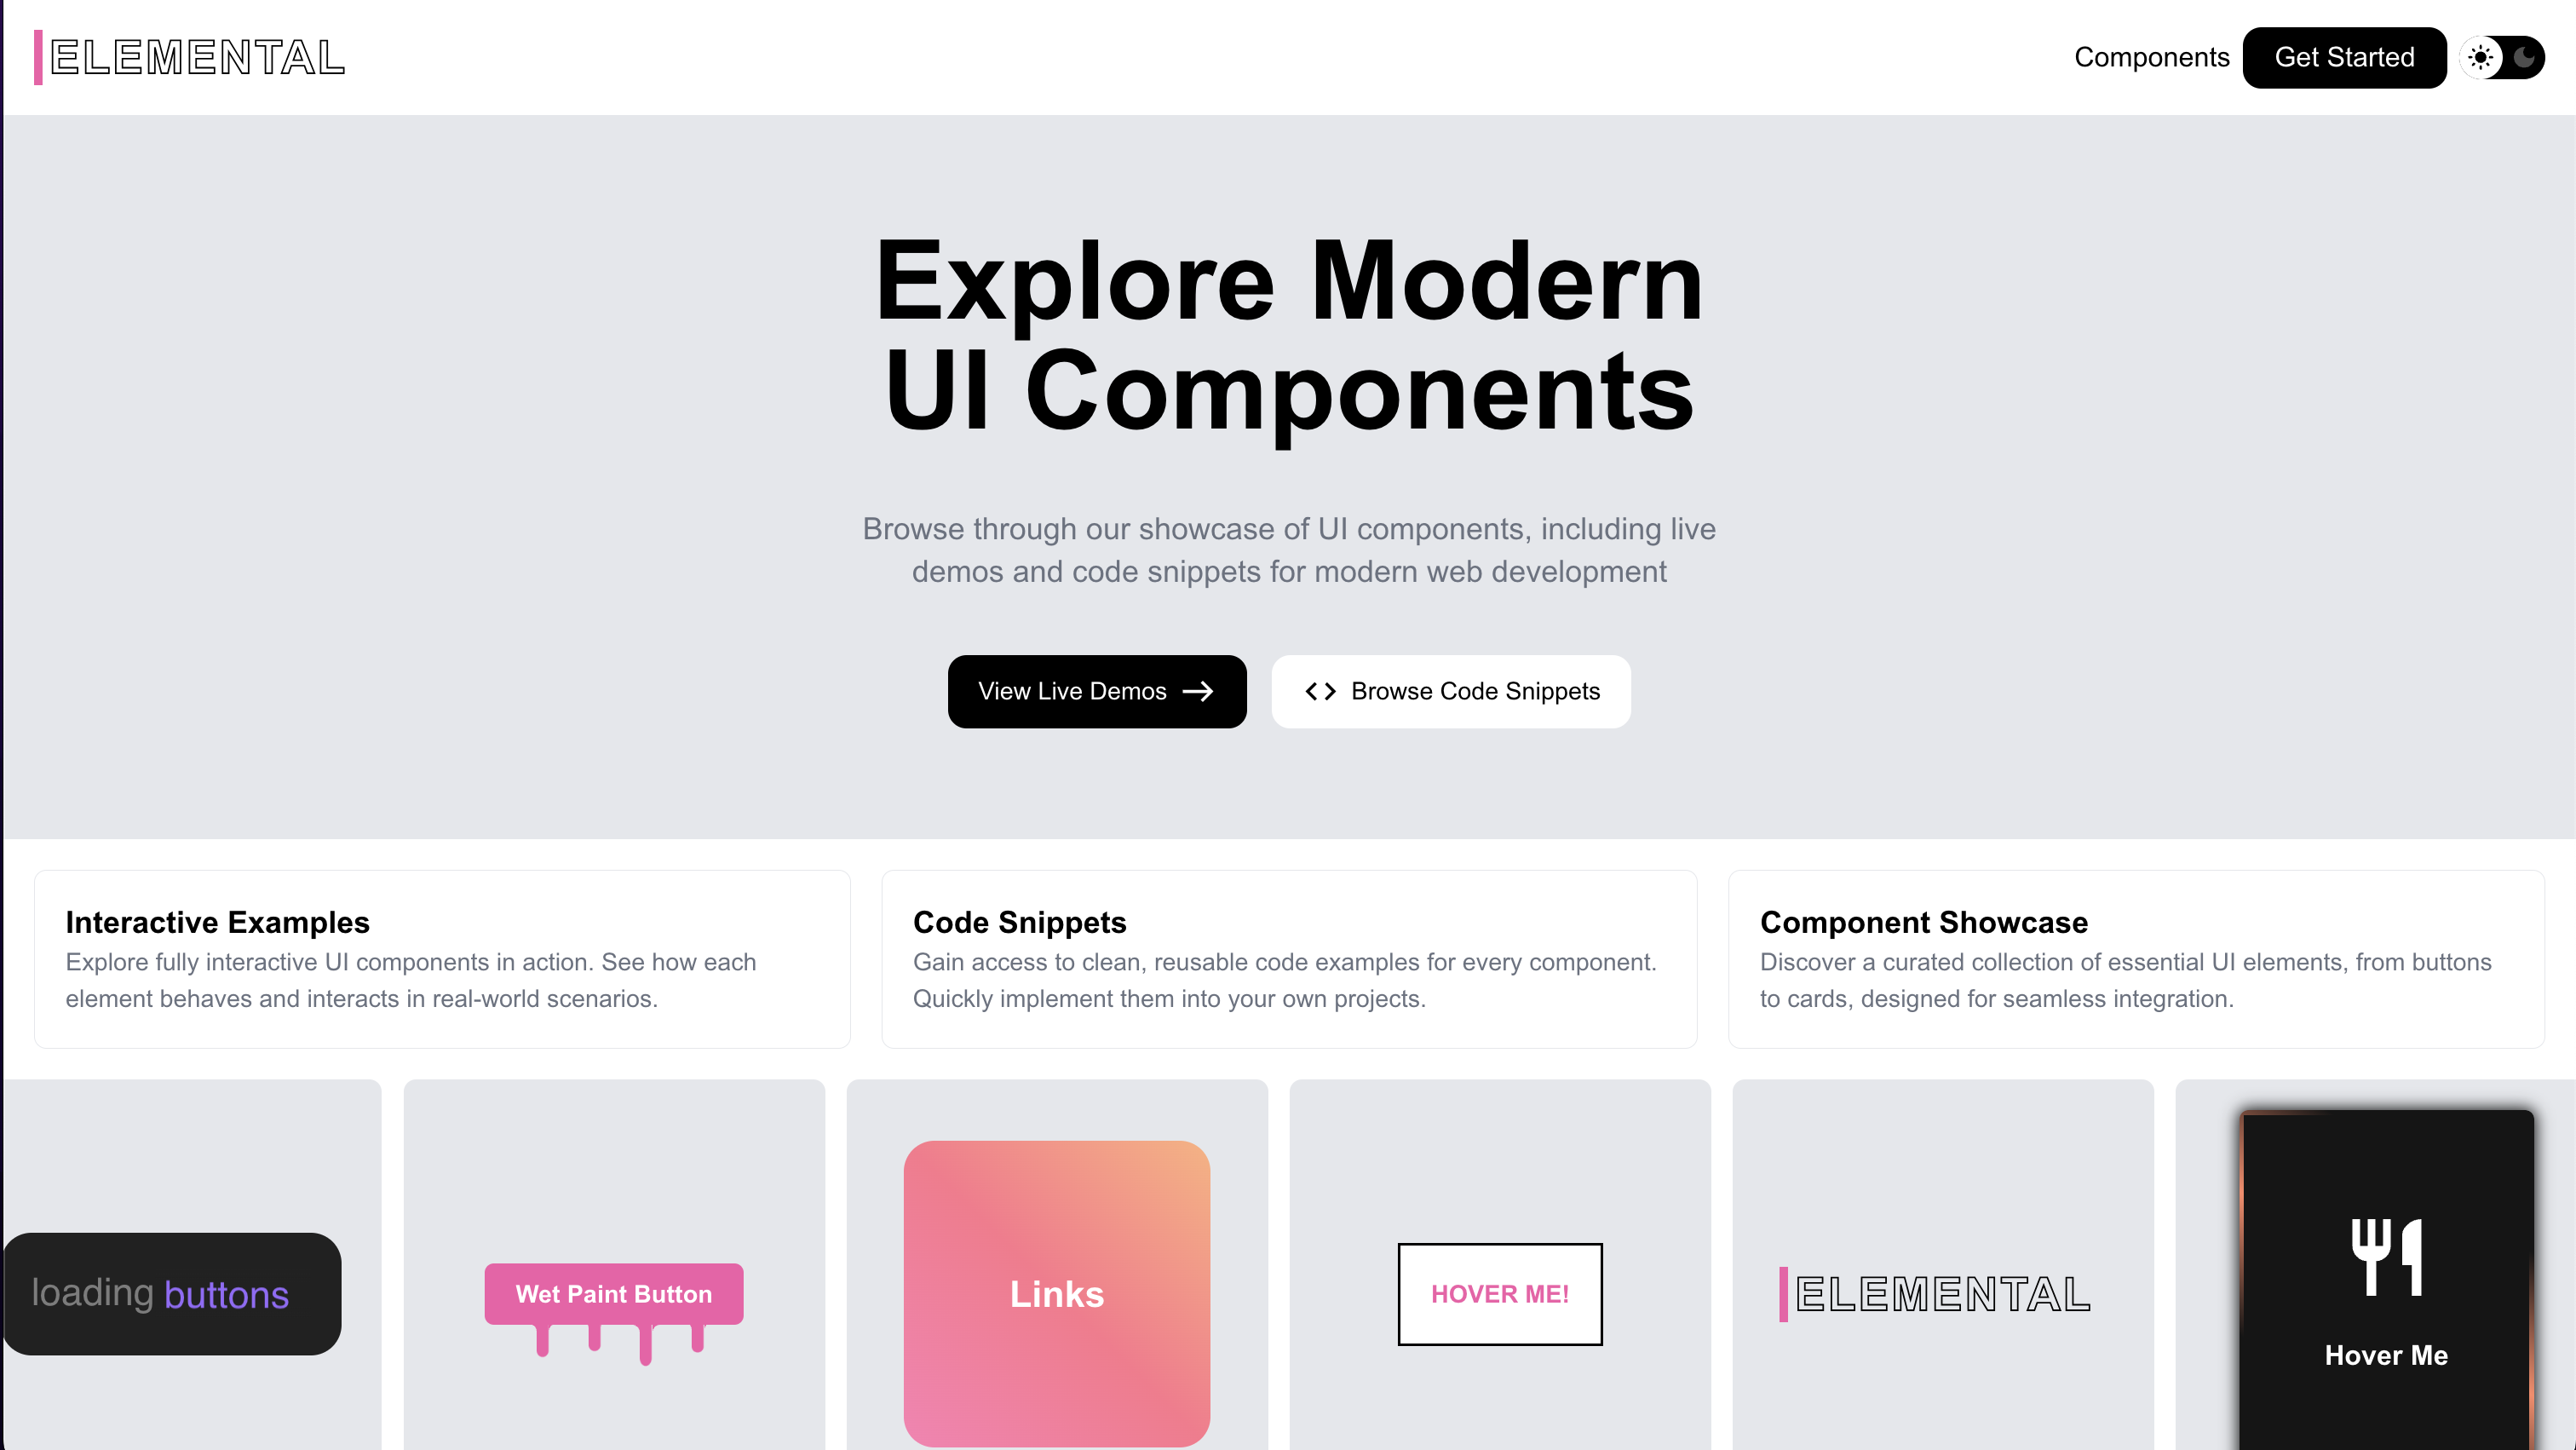 ELEMENTAL
Components
Get Started
Explore Modern
UI Components
Browse through our showcase of UI components, including live
demos and code snippets for modern web development
View Live Demos
Browse Code Snippets
Interactive Examples
Explore fully interactive UI components in action. See how each
element behaves and interacts in real-world scenarios.
Code Snippets
Gain access to clean, reusable code examples for every component.
Quickly implement them into your own projects.
Component Showcase
Discover a curated collection of essential UI elements, from buttons
to cards, designed for seamless integration.
loading buttons
Wet Paint Button
Links
HOVER ME!
ELEMENTAL
Hover Me